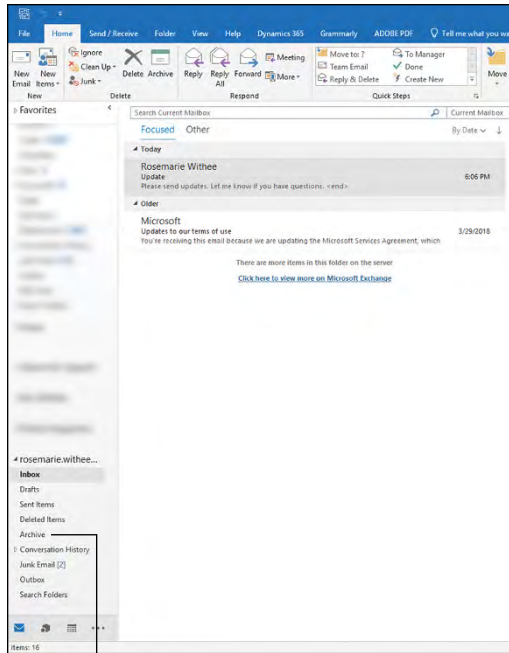 File Home Send / Receive Folder View Help Dynamics 365 Grammarly ADOBE PDF Tell me what you wa
New Email
New Items
Ignore
Clean Up
Junk
Delete
Archive
Reply
Reply All
Forward
Meeting
More
Move to: ?
Team Email
Reply & Delete
To Manager
Done
Create New
Move
New Delete Respond Quick Steps
Favorites
Search Current Mailbox Current Mailbox
Focused Other By Date
Today
Rosemarie Withee
Update 6:06 PM
Please send updates. Let me know if you have questions. <end>
Older
Microsoft
Updates to our terms of use 3/29/2018
You're receiving this email because we are updating the Microsoft Services Agreement, which
There are more items in this folder on the server
Click here to view more on Microsoft Exchange
rosemarie.withee...
Inbox
Drafts
Sent Items
Deleted Items
Archive
Conversation History
Junk Email [2]
Outbox
Search Folders
Items: 16